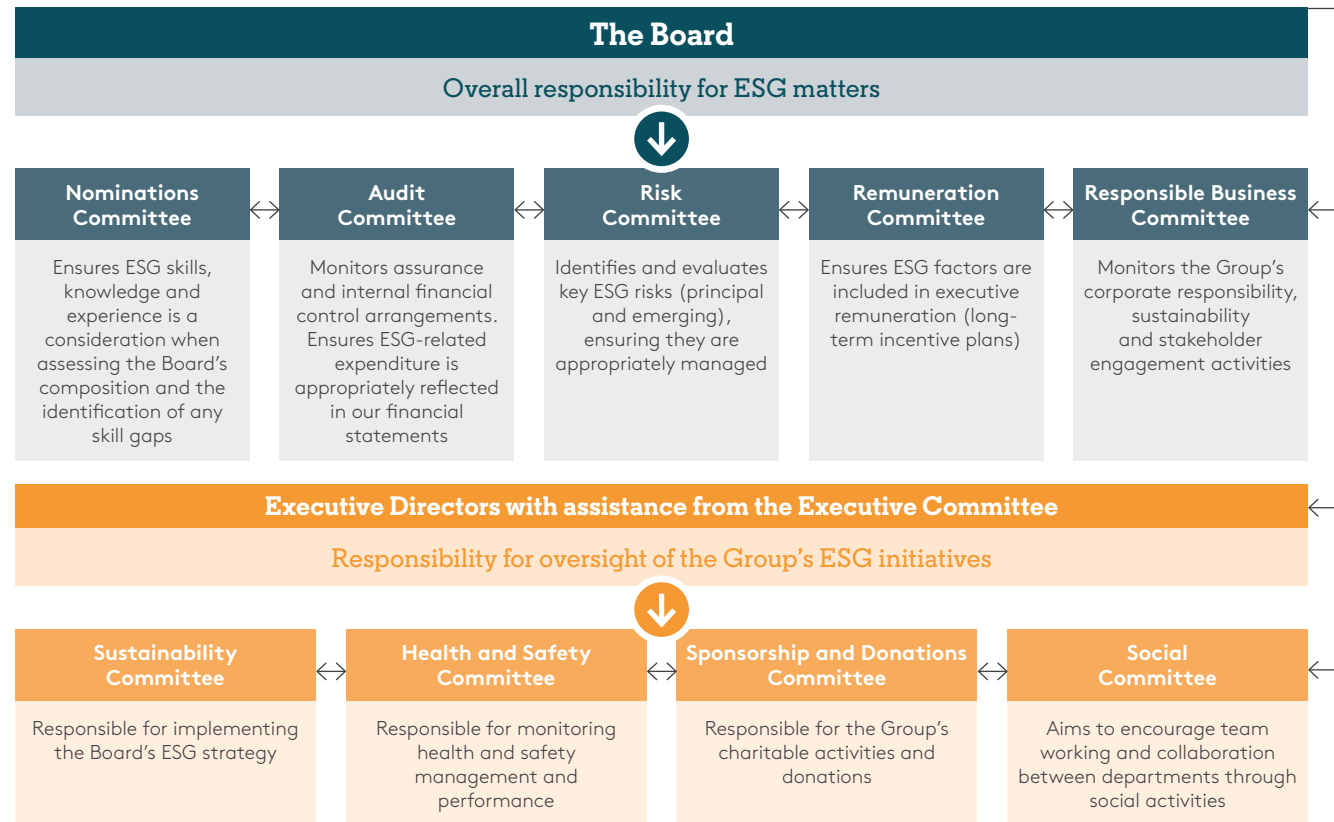 The Board
Overall responsibility for ESG matters
Nominations
Committee
Ensures ESG skills,
knowledge and
experience is a
consideration when
assessing the Board’s
composition and the
identification of any
skill gaps
Audit
Committee
Monitors assurance
and internal financial
control arrangements.
Ensures ESG-related
expenditure is
appropriately reflected
in our financial
statements
Risk
Committee
Identifies and evaluates
key ESG risks (principal
and emerging),
ensuring they are
appropriately managed
Remuneration
Committee
Ensures ESG factors are
included in executive
remuneration (long-
term incentive plans)
Responsible Business
Committee
Monitors the Group’s
corporate responsibility,
sustainability
and stakeholder
engagement activities
Executive Directors with assistance from the Executive Committee
Responsibility for oversight of the Group’s ESG initiatives
Sustainability
Committee
Responsible for implementing
the Board’s ESG strategy
Health and Safety
Committee
Responsible for monitoring
health and safety
management and
performance
Sponsorship and Donations
Committee
Responsible for the Group’s
charitable activities and
donations
Social
Committee
Aims to encourage team
working and collaboration
between departments through
social activities